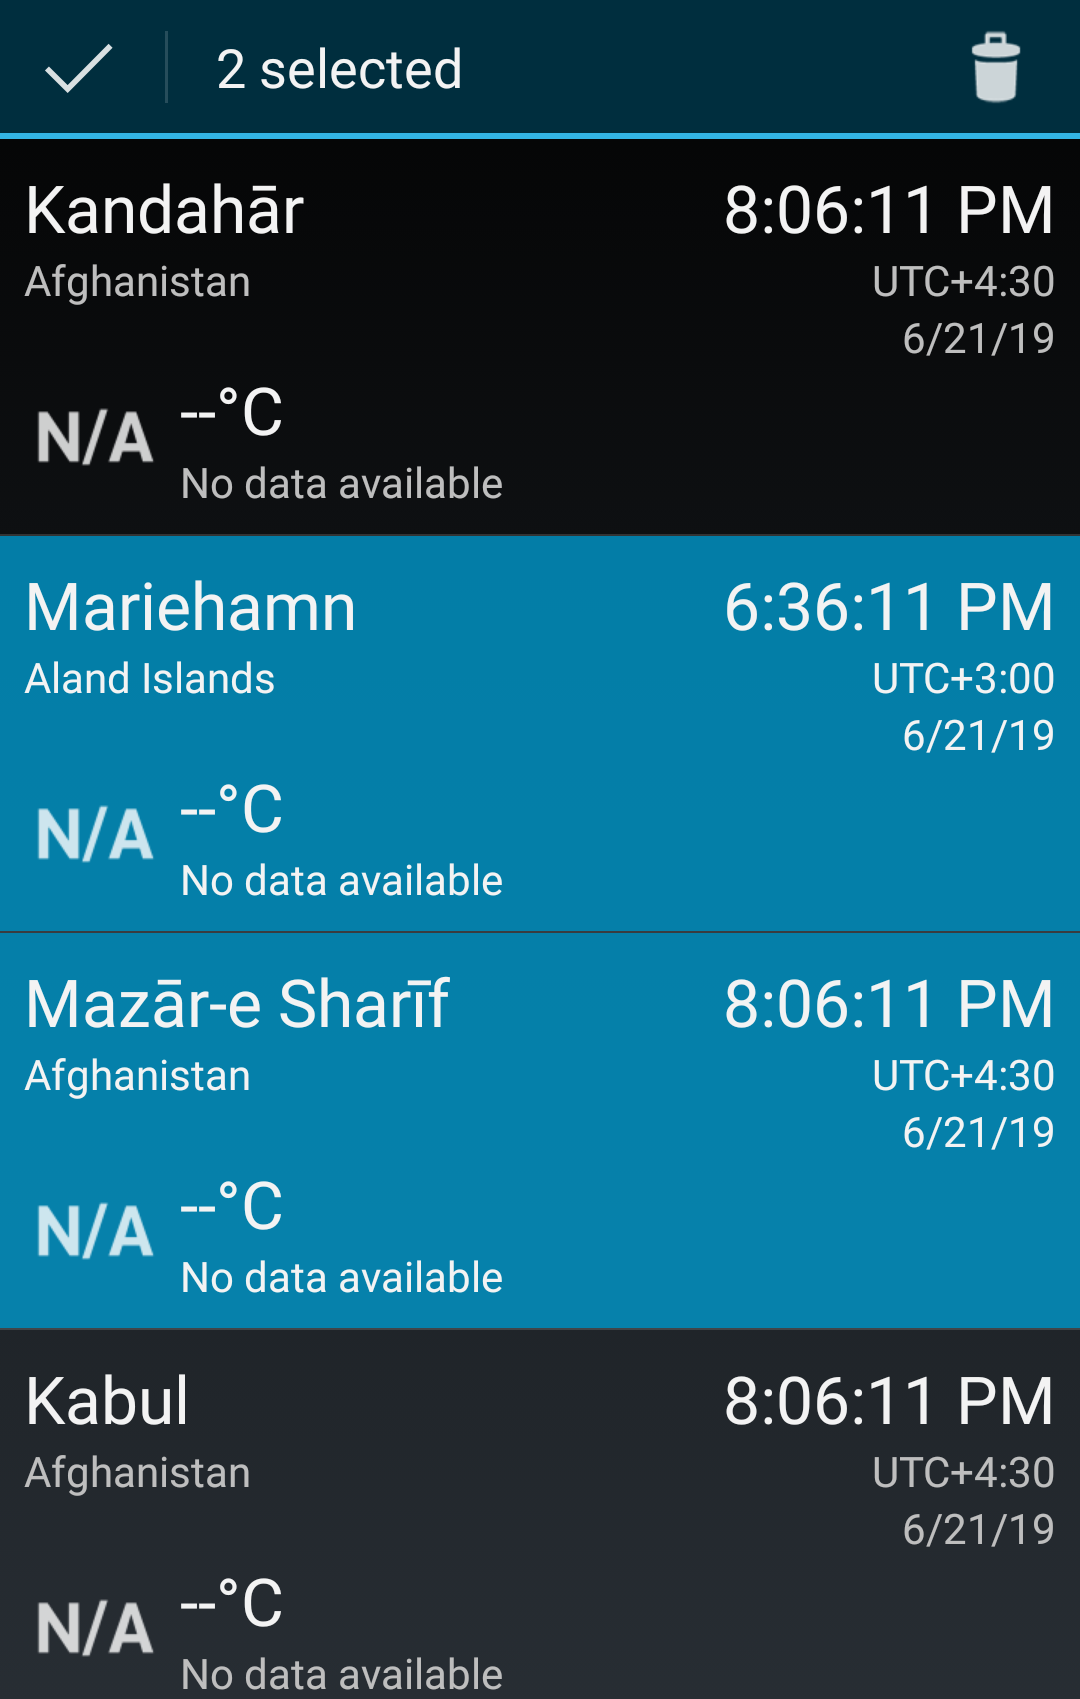 2 selected
Kandahār 8:06:11 PM
Afghanistan UTC+4:30
6/21/19
N/A --°C
No data available
Mariehamn 6:36:11 PM
Aland Islands UTC+3:00
6/21/19
N/A --°C
No data available
Mazār-e Sharīf 8:06:11 PM
Afghanistan UTC+4:30
6/21/19
N/A --°C
No data available
Kabul 8:06:11 PM
Afghanistan UTC+4:30
6/21/19
N/A --°C
No data available